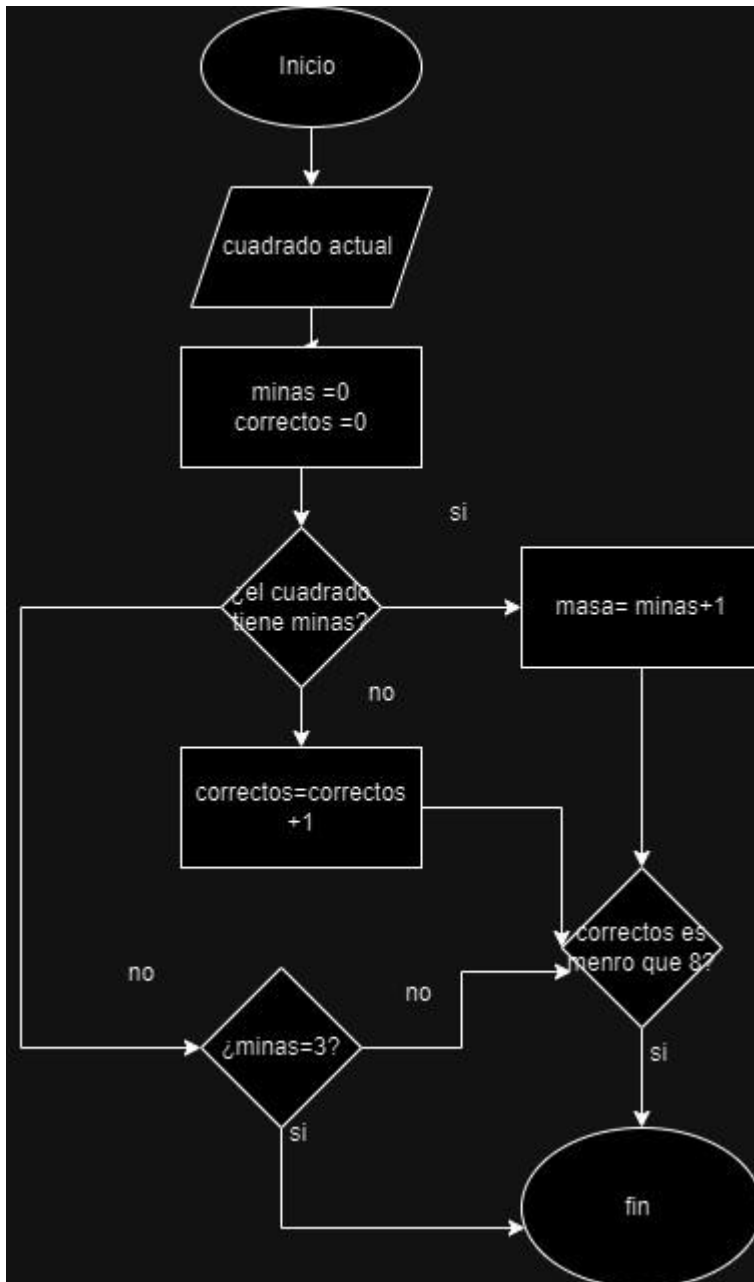 Inicio
cuadrado actual
minas =0
correctos =0
si
¿el cuadrado
tiene minas?
masa= minas+1
no
correctos=correctos
+1
correctos es
menro que 8?
no
no
¿minas=3?
si
si
fin